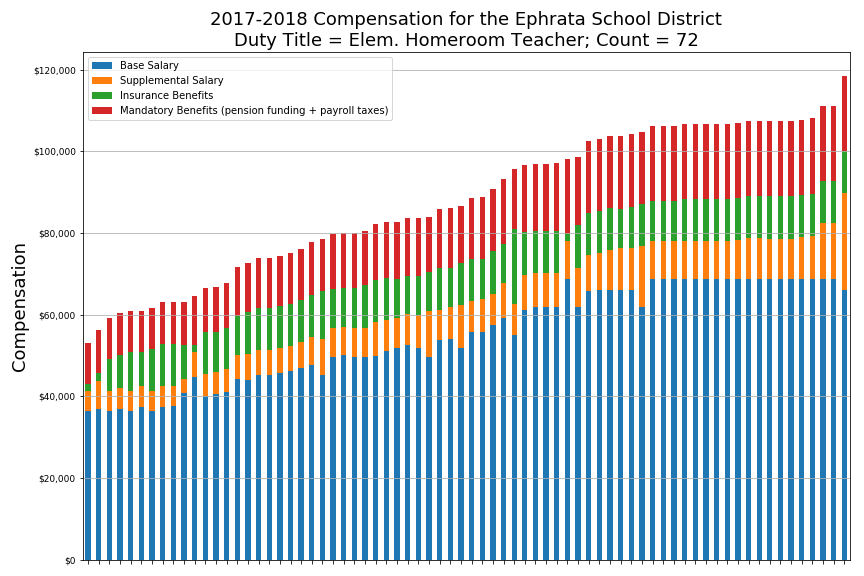 2017-2018 Compensation for the Ephrata School District
Duty Title = Elem. Homeroom Teacher; Count = 72
Base Salary
Supplemental Salary
Insurance Benefits
Mandatory Benefits (pension funding + payroll taxes)
Compensation
$120,000
$100,000
$80,000
$60,000
$40,000
$20,000
$0